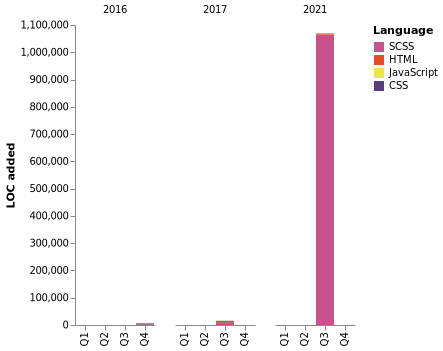 2016 2017 2021
Language
SCSS
HTML
JavaScript
CSS
LOC added
1,100,000
1,000,000
900,000
800,000
700,000
600,000
500,000
400,000
300,000
200,000
100,000
0
Q1 Q2 Q3 Q4 Q1 Q2 Q3 Q4 Q1 Q2 Q3 Q4